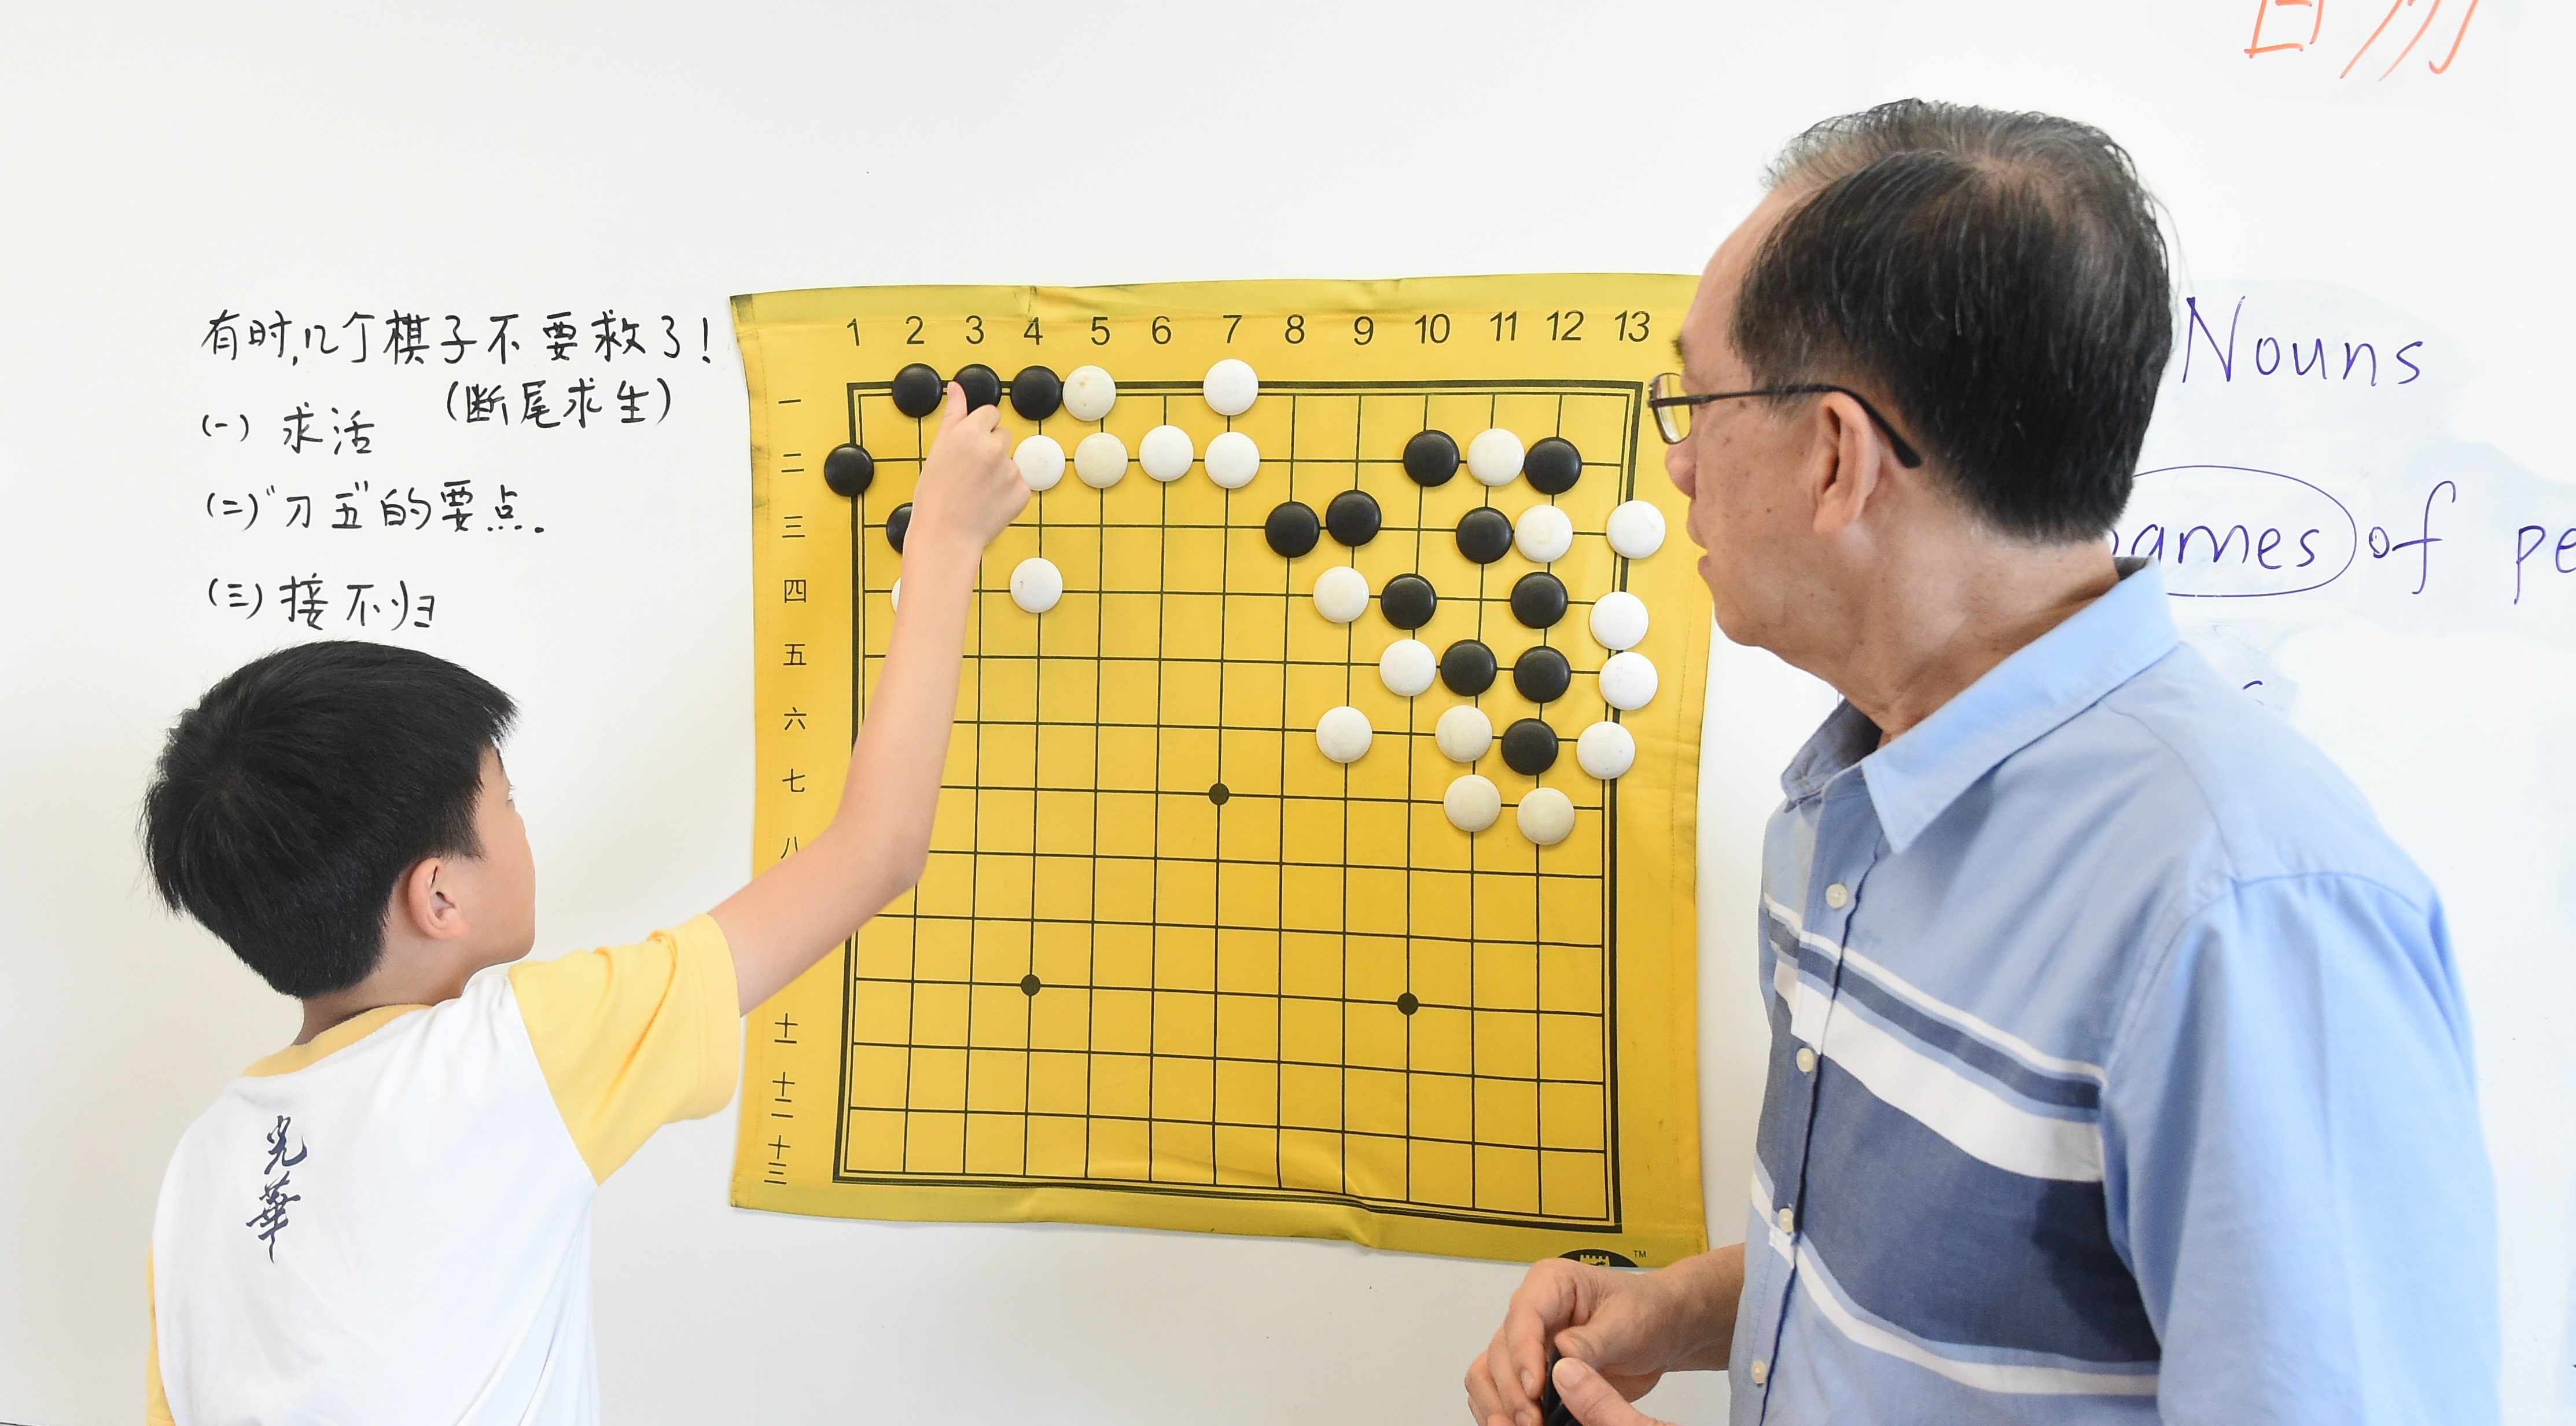 有时,几个棋子不要救了!
(断尾求生)
(一) 求活
(二)"刀五"的要点.
(三) 接不归
1 2 3 4 5 6 7 8 9 10 11 12 13
一
二
三
四
五
六
七
八
十一
十二
十三
TM
光華
Nouns
names of pe